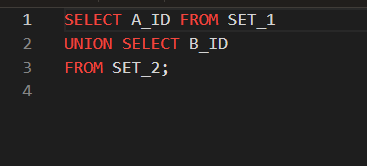 1 SELECT A_ID FROM SET_1
2 UNION SELECT B_ID
3 FROM SET_2;
4